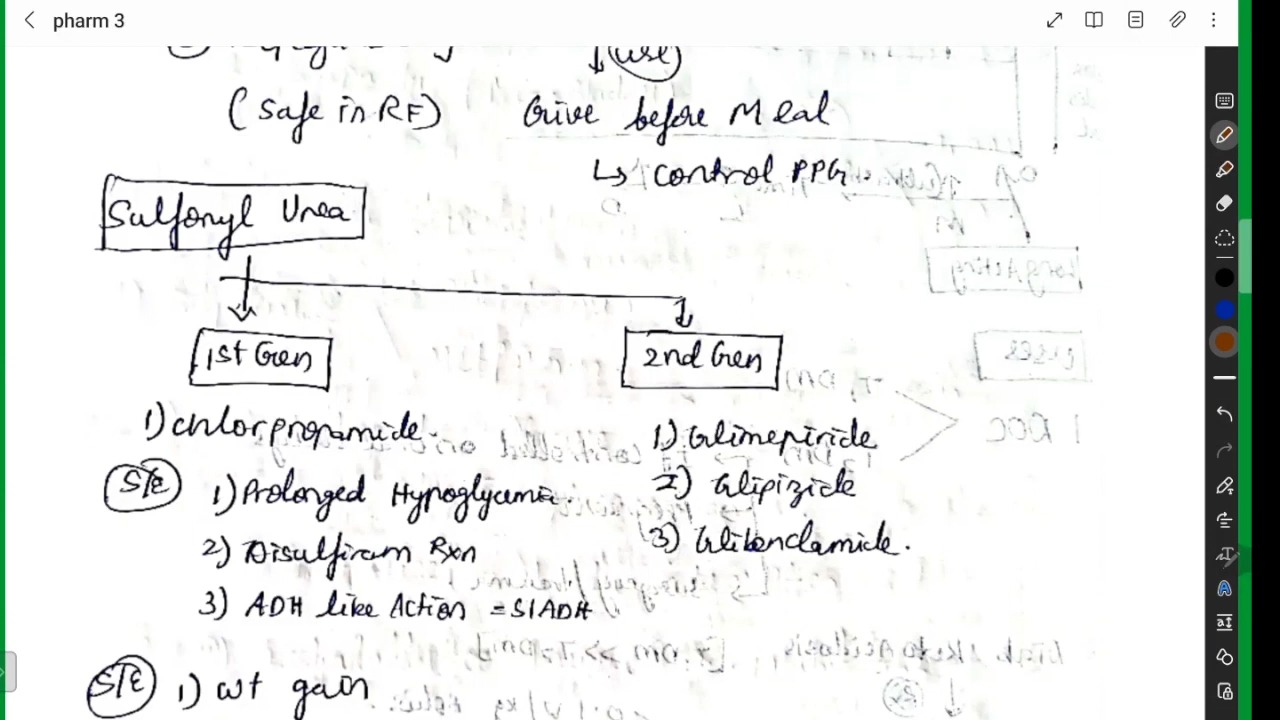 pharm 3
use
(Safe in RF) Give before Meal
↳ control PPG
Sulfonyl Urea
1st Gen 2nd Gen
1) Chlorpropamide.
1) Glimepiride
S/E 1) Prolonged Hypoglycemia
2) Glipizide
3) Glibenclamide.
2) Disulfiram Rxn
3) ADH like Action = SIADH
S/E 1) wt gain